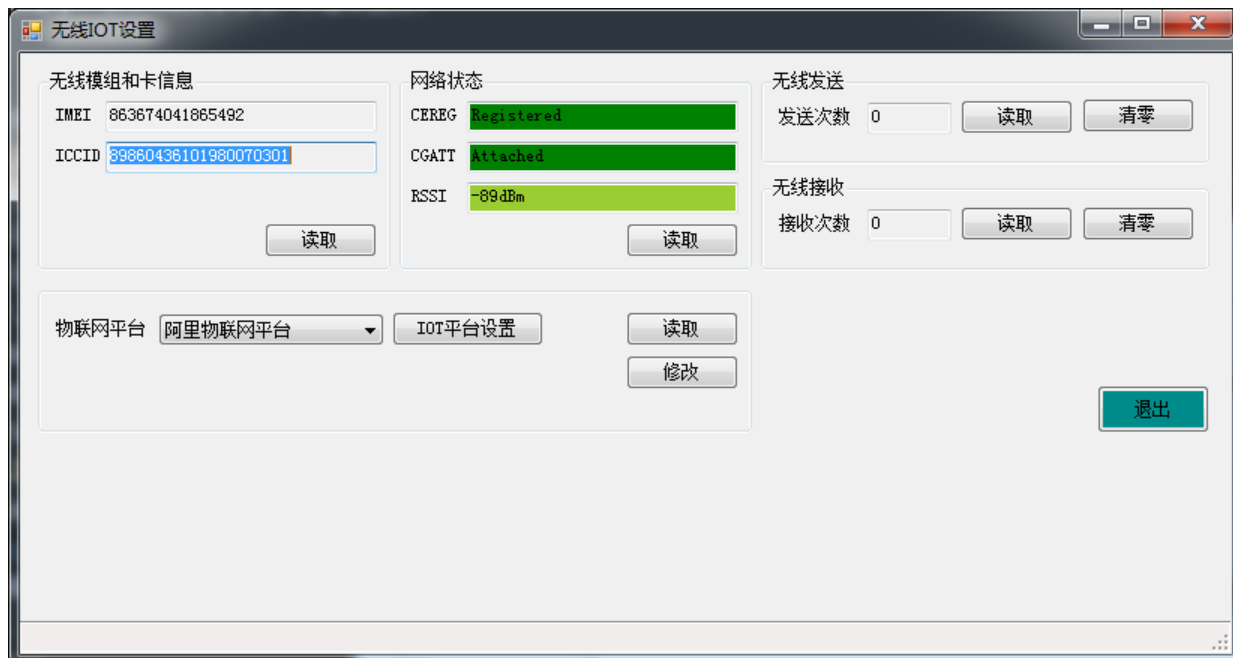 无线IOT设置
无线模组和卡信息
IMEI 863674041865492
ICCID 89860436101980070301
读取
网络状态
CEREG Registered
CGATT Attached
RSSI -89dBm
读取
无线发送
发送次数 0 读取 清零
无线接收
接收次数 0 读取 清零
物联网平台 阿里物联网平台 IOT平台设置 读取
修改
退出